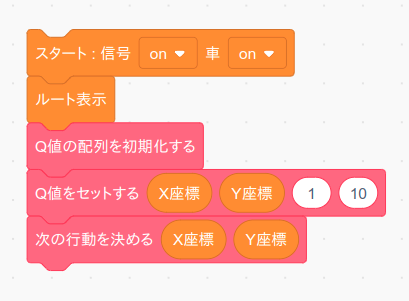 スタート : 信号 on 車 on
ルート表示
Q値の配列を初期化する
Q値をセットする X座標 Y座標 1 10
次の行動を決める X座標 Y座標